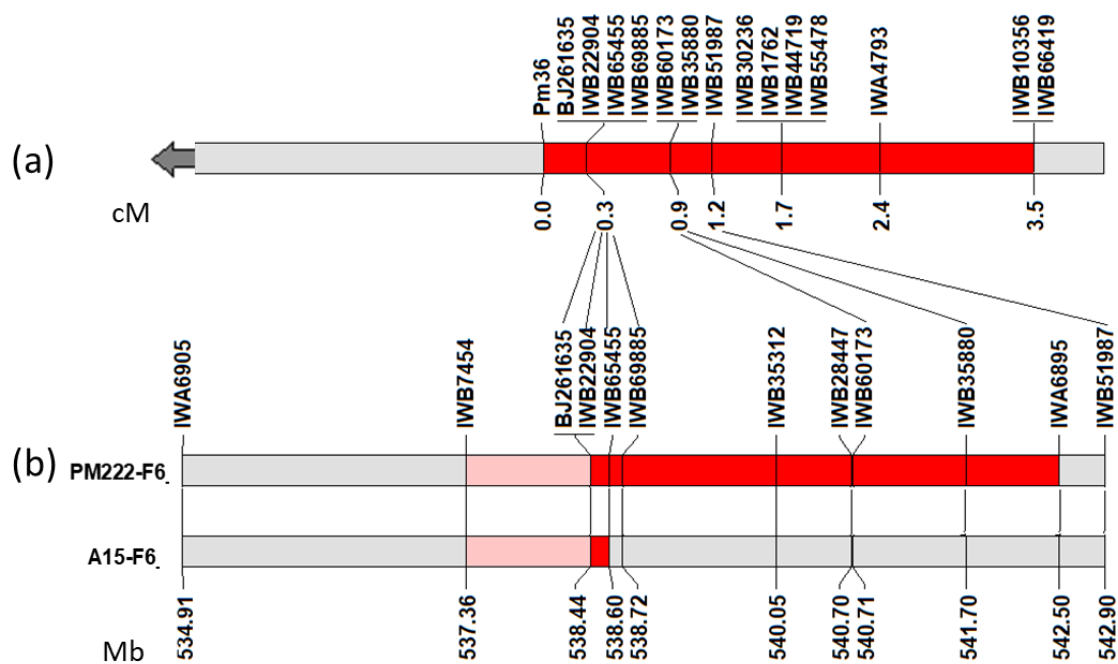 Pm36
BJ261635
IWB22904
IWB65455
IWB69885
IWB60173
IWB35880
IWB51987
IWB30236
IWB1762
IWB44719
IWB55478
IWA4793
IWB10356
IWB66419
(a)
cM
0.0
0.3
0.9
1.2
1.7
2.4
3.5
IWA6905
IWB7454
BJ261635
IWB22904
IWB65455
IWB69885
IWB35312
IWB28447
IWB60173
IWB35880
IWA6895
IWB51987
(b)
PM222-F6
A15-F6
Mb
534.91
537.36
538.44
538.60
538.72
540.05
540.70
540.71
541.70
542.50
542.90